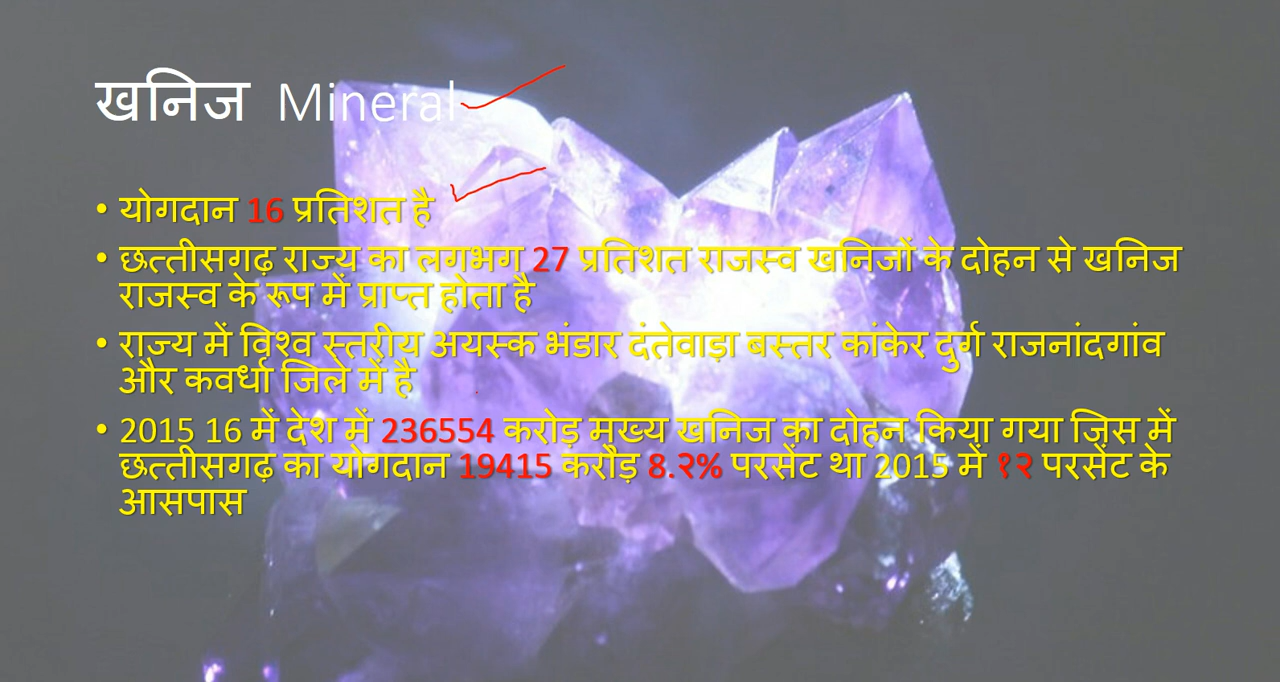 खनिज Mineral
• योगदान 16 प्रतिशत है
• छत्तीसगढ़ राज्य का लगभग 27 प्रतिशत राजस्व खनिजों के दोहन से खनिज
राजस्व के रूप में प्राप्त होता है
• राज्य में विश्व स्तरीय अयस्क भंडार दंतेवाड़ा बस्तर कांकेर दुर्ग राजनांदगांव
और कवर्धा जिले में है
• 2015 16 में देश में 236554 करोड़ मुख्य खनिज का दोहन किया गया जिस में
छत्तीसगढ़ का योगदान 19415 करोड़ 8.२% परसेंट था 2015 में १२ परसेंट के
आसपास